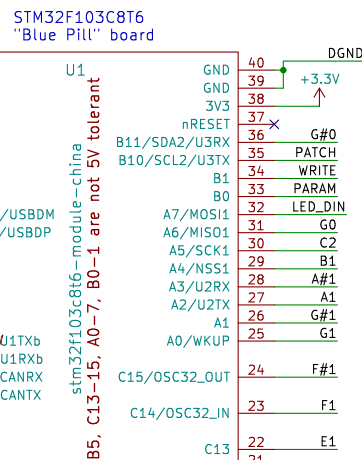 STM32F103C8T6
"Blue Pill" board
U1
stm32f103c8t6-module-china
B5, C13-15, A0-7, B0-1 are not 5V tolerant
DGND
+3.3V
GND 40
GND 39
3V3 38
nRESET 37
B11/SDA2/U3RX 36 G#0
B10/SCL2/U3TX 35 PATCH
B1 34 WRITE
B0 33 PARAM
/USBDM A7/MOSI1 32 LED_DIN
/USBDP A6/MISO1 31 G0
A5/SCK1 30 C2
A4/NSS1 29 B1
A3/U2RX 28 A#1
A2/U2TX 27 A1
A1 26 G#1
U1TXb A0/WKUP 25 G1
U1RXb
CANRX C15/OSC32_OUT 24 F#1
CANTX
C14/OSC32_IN 23 F1
C13 22 E1